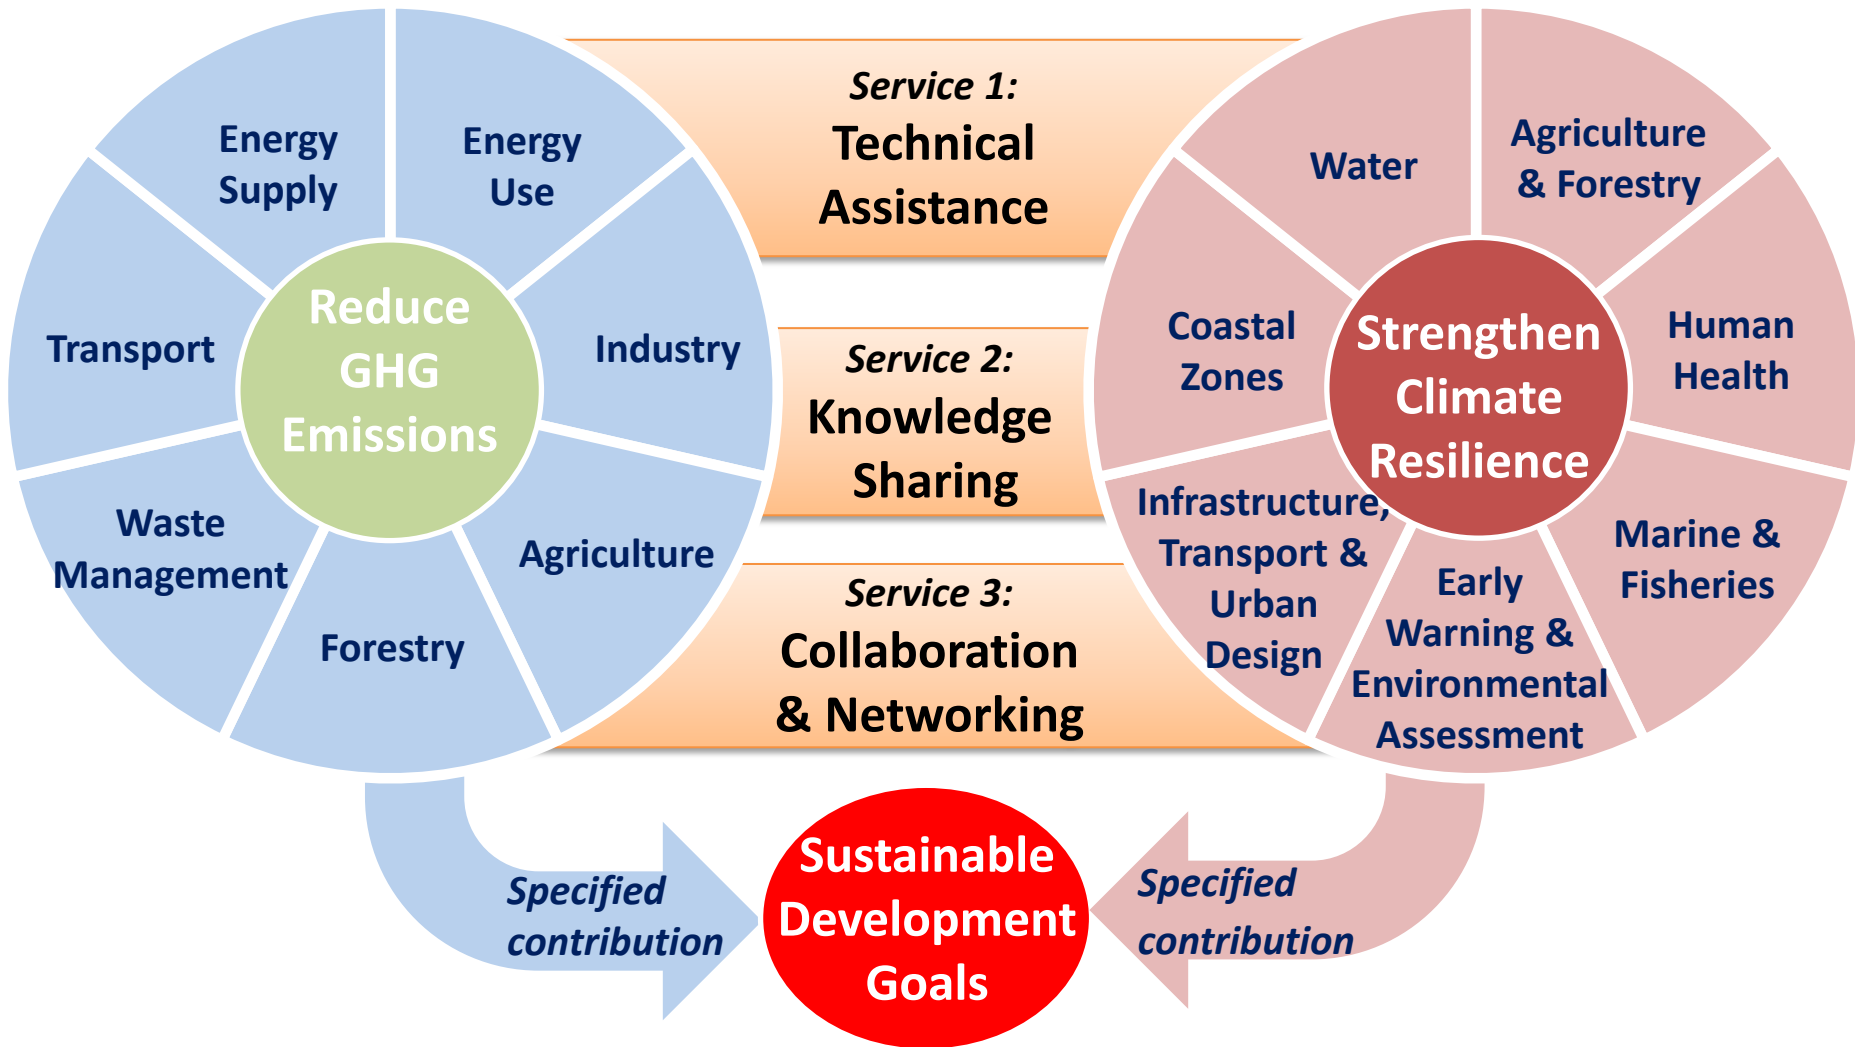 Energy
Supply
Energy
Use
Transport
Reduce
GHG
Emissions
Industry
Waste
Management
Agriculture
Forestry
Service 1:
Technical
Assistance
Service 2:
Knowledge
Sharing
Service 3:
Collaboration
& Networking
Water
Agriculture
& Forestry
Coastal
Zones
Strengthen
Climate
Resilience
Human
Health
Infrastructure,
Transport &
Urban
Design
Early
Warning &
Environmental
Assessment
Marine &
Fisheries
Specified
contribution
Sustainable
Development
Goals
Specified
contribution